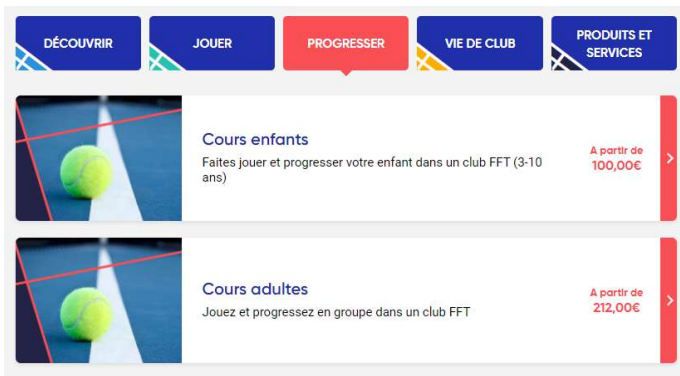 DÉCOUVRIR
JOUER
PROGRESSER
VIE DE CLUB
PRODUITS ET
SERVICES
Cours enfants
Faites jouer et progresser votre enfant dans un club FFT (3-10
ans)
A partir de
100,00€
Cours adultes
Jouez et progressez en groupe dans un club FFT
A partir de
212,00€